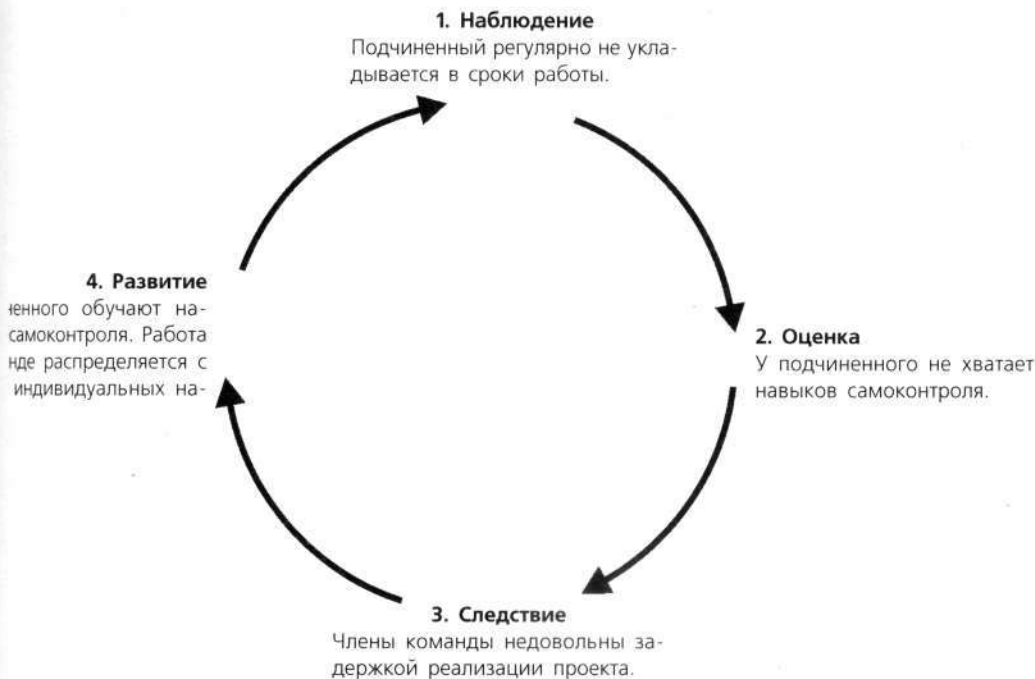 1. Наблюдение
Подчиненный регулярно не укла-
дывается в сроки работы.
2. Оценка
У подчиненного не хватает
навыков самоконтроля.
3. Следствие
Члены команды недовольны за-
держкой реализации проекта.
4. Развитие
ненного обучают на-
самоконтроля. Работа
нде распределяется с
индивидуальных на-